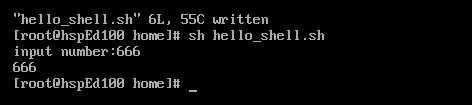 "hello_shell.sh" 6L, 55C written
[root@hspEd100 home]# sh hello_shell.sh
input number:666
666
[root@hspEd100 home]# _